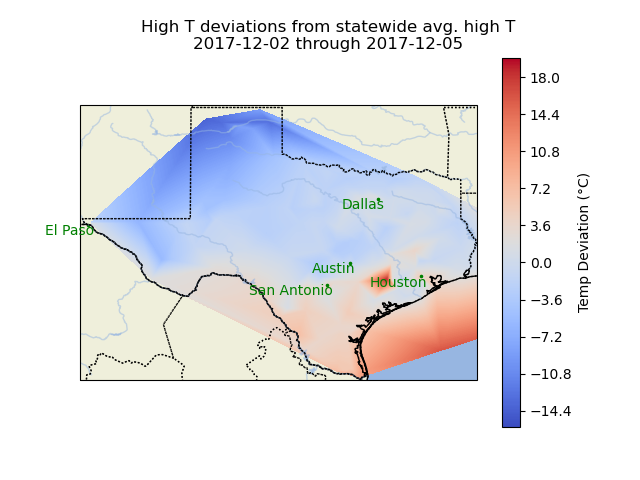 High T deviations from statewide avg. high T
2017-12-02 through 2017-12-05
18.0
14.4
10.8
7.2
3.6
0.0
−3.6
−7.2
−10.8
−14.4
Temp Deviation (°C)
Dallas
El Paso
Austin
Houston
San Antonio